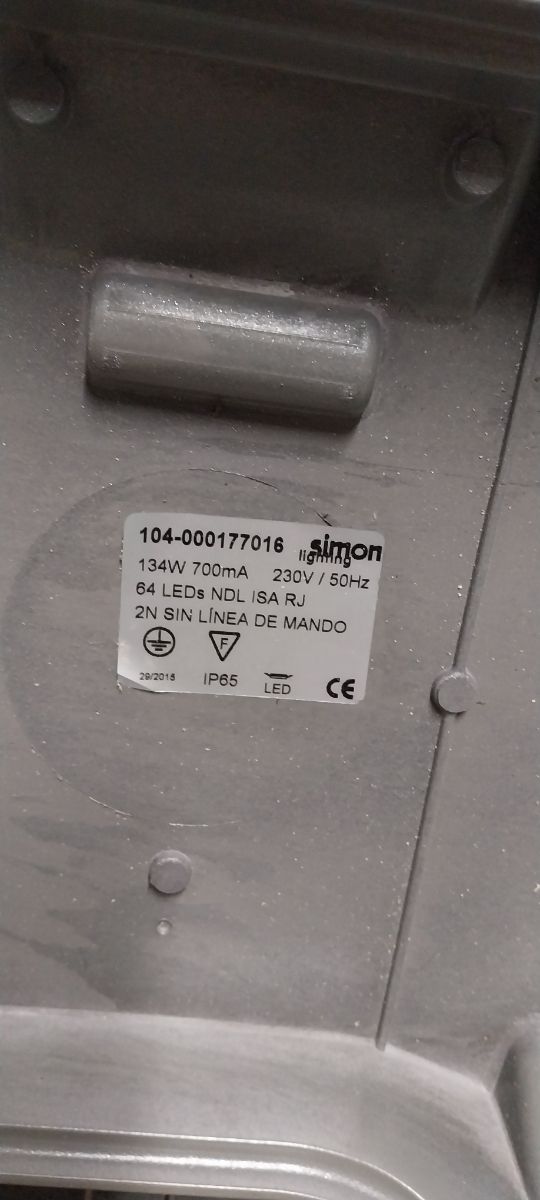 104-000177016
simon
lighting
134W 700mA 230V / 50Hz
64 LEDs NDL ISA RJ
2N SIN LÍNEA DE MANDO
F
29/2015 IP65 LED CE